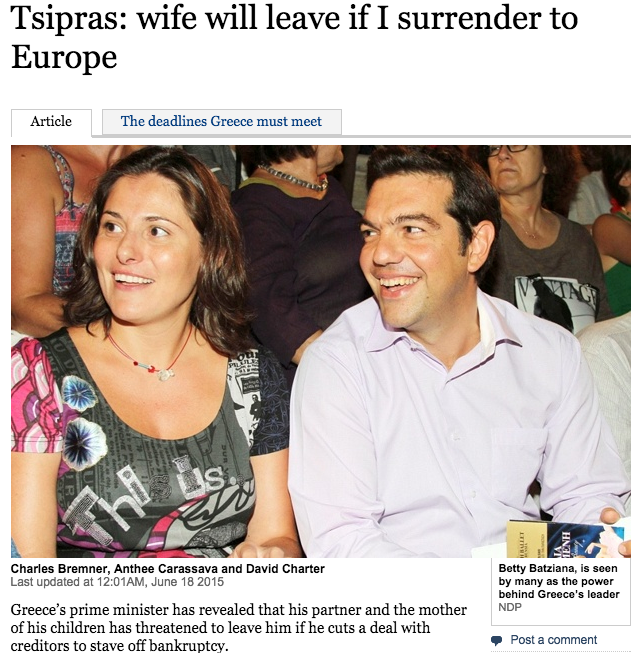 Tsipras: wife will leave if I surrender to
Europe
Article
The deadlines Greece must meet
VINTAGE
This
Charles Bremner, Anthee Carassava and David Charter
Last updated at 12:01AM, June 18 2015
Betty Batziana, is seen
by many as the power
behind Greece's leader
NDP
Greece's prime minister has revealed that his partner and the mother
of his children has threatened to leave him if he cuts a deal with
creditors to stave off bankruptcy.
Post a comment